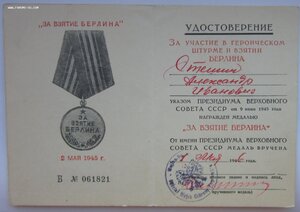 „ЗА ВЗЯТИЕ БЕРЛИНА"
ЗА
ВЗЯТИЕ
БЕРЛИНА
2 МАЯ 1945 г.
Б № 061821
УДОСТОВЕРЕНИЕ
ЗА УЧАСТИЕ В ГЕРОИЧЕСКОМ
ШТУРМЕ И ВЗЯТИИ
БЕРЛИНА
Александр
Иванович
УКАЗОМ ПРЕЗИДИУМА ВЕРХОВНОГО
СОВЕТА СССР от 9 июня 1945 года
НАГРАЖДЕН МЕДАЛЬЮ
„ЗА ВЗЯТИЕ БЕРЛИНА"
ОТ ИМЕНИ ПРЕЗИДИУМА ВЕРХОВНОГО
СОВЕТА СССР МЕДАЛЬ ВРУЧЕНА
года